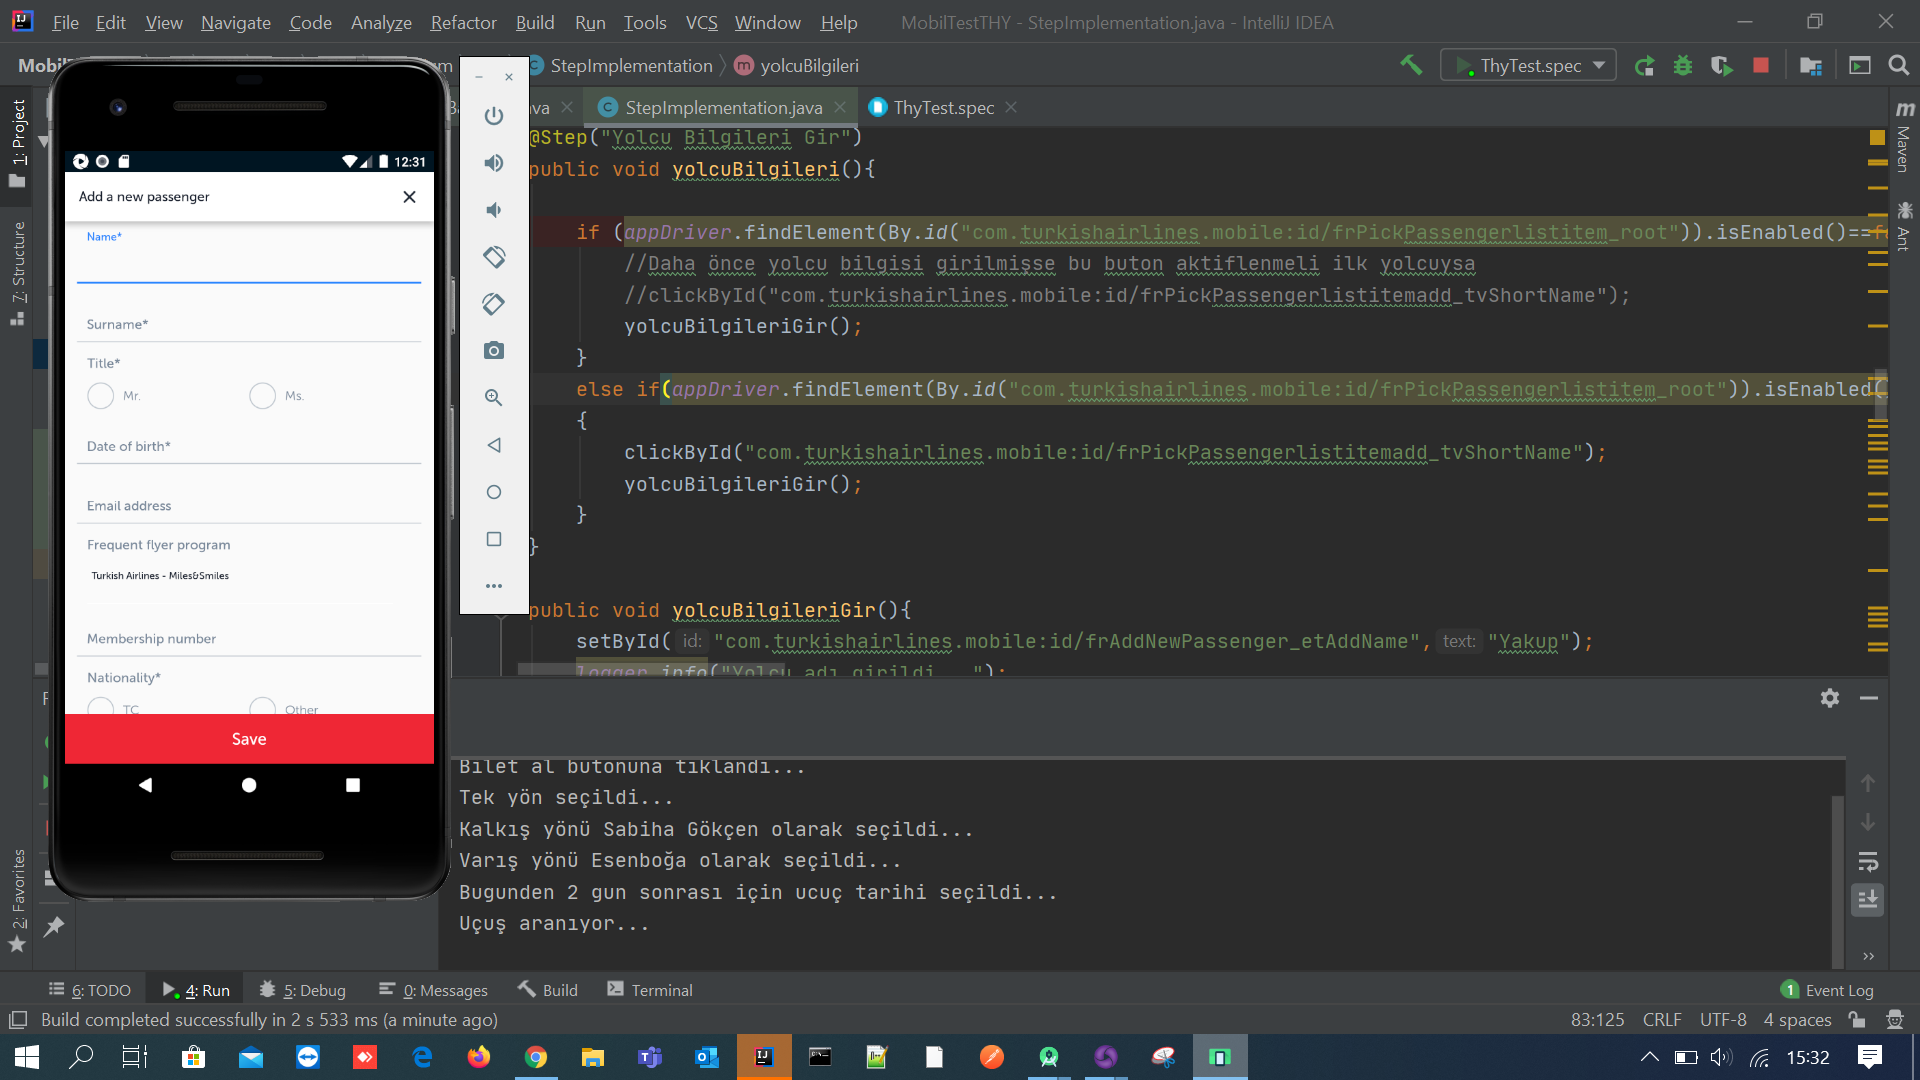 File Edit View Navigate Code Analyze Refactor Build Run Tools VCS Window Help MobilTestTHY - StepImplementation.java - IntelliJ IDEA
StepImplementation yolcuBilgileri ThyTest.spec
StepImplementation.java ThyTest.spec
1: Project
7: Structure
2: Favorites
Maven
Ant
12:31
Add a new passenger
Name*
Surname*
Title*
Mr. Ms.
Date of birth*
Email address
Frequent flyer program
Turkish Airlines - Miles&Smiles
Membership number
Nationality*
TC Other
Save
@Step("Yolcu Bilgileri Gir")
public void yolcuBilgileri(){
if (appDriver.findElement(By.id("com.turkishairlines.mobile:id/frPickPassengerlistitem_root")).isEnabled()==fa
//Daha önce yolcu bilgisi girilmişse bu buton aktiflenmeli ilk yolcuysa
//clickById("com.turkishairlines.mobile:id/frPickPassengerlistitemadd_tvShortName");
yolcuBilgileriGir();
}
else if(appDriver.findElement(By.id("com.turkishairlines.mobile:id/frPickPassengerlistitem_root")).isEnabled(
{
clickById("com.turkishairlines.mobile:id/frPickPassengerlistitemadd_tvShortName");
yolcuBilgileriGir();
}
}
public void yolcuBilgileriGir(){
setById( id: "com.turkishairlines.mobile:id/frAddNewPassenger_etAddName", text: "Yakup");
logger.info("Yolcu adı girildi...");
Bilet al butonuna tıklandı...
Tek yön seçildi...
Kalkış yönü Sabiha Gökçen olarak seçildi...
Varış yönü Esenboğa olarak seçildi...
Bugunden 2 gun sonrası için ucuç tarihi seçildi...
Uçuş aranıyor...
6: TODO 4: Run 5: Debug 0: Messages Build Terminal 1 Event Log
Build completed successfully in 2 s 533 ms (a minute ago) 83:125 CRLF UTF-8 4 spaces
15:32